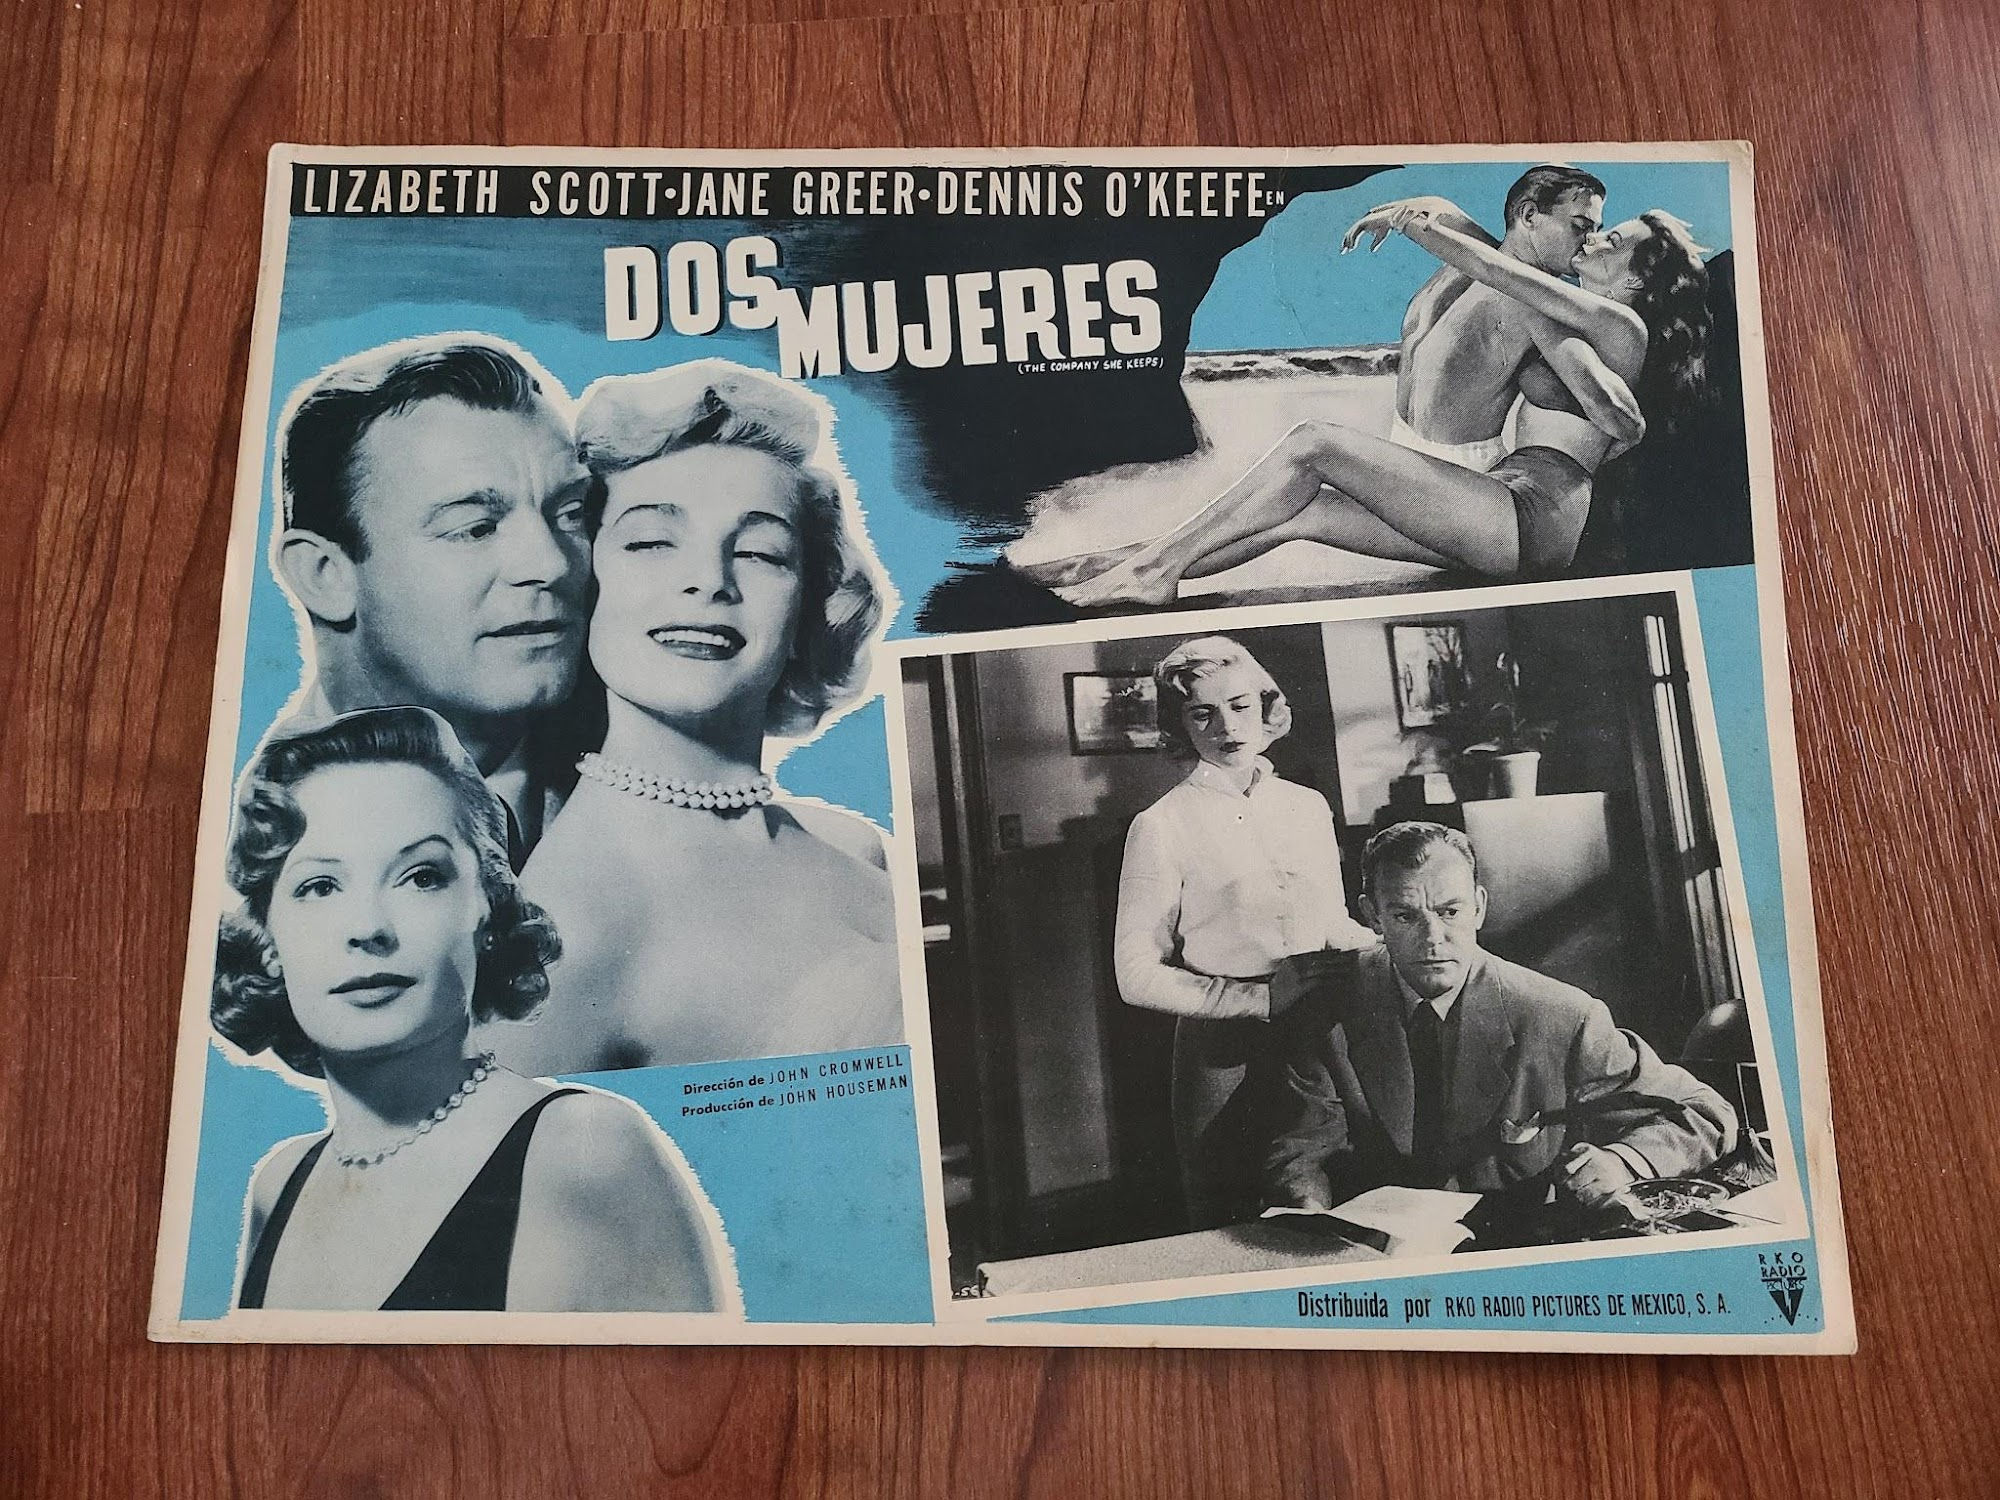 LIZABETH SCOTT•JANE GREER•DENNIS O'KEEFE EN
DOS
MUJERES
(THE COMPANY SHE KEEPS)
Dirección de JOHN CROMWELL
Producción de JOHN HOUSEMAN
Distribuida por RKO RADIO PICTURES DE MEXICO, S. A.
RKO
RADIO
PICTURES